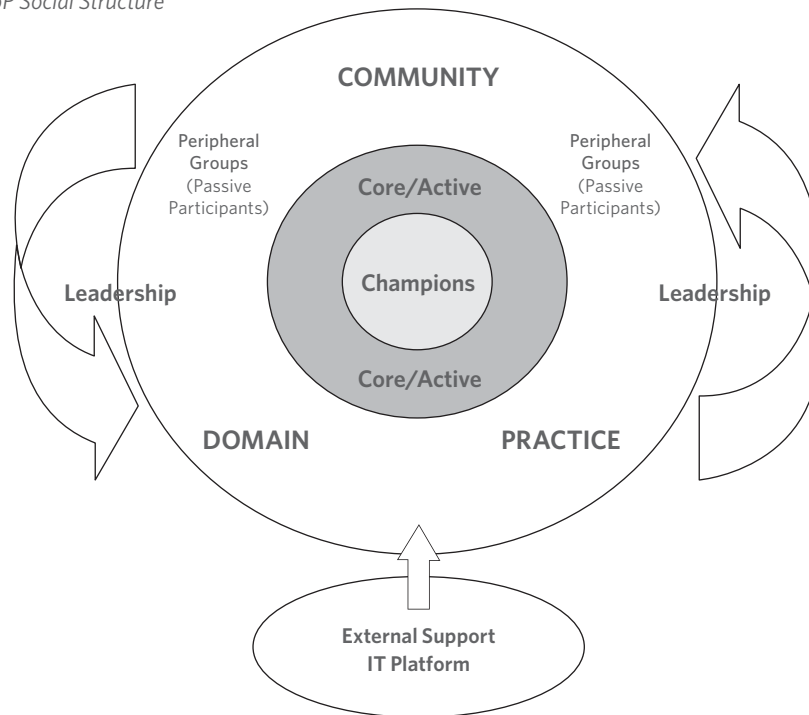 Social Structure
COMMUNITY
Peripheral
Groups
(Passive
Participants)
Peripheral
Groups
(Passive
Participants)
Core/Active
Champions
Leadership
Leadership
Core/Active
DOMAIN
PRACTICE
External Support
IT Platform